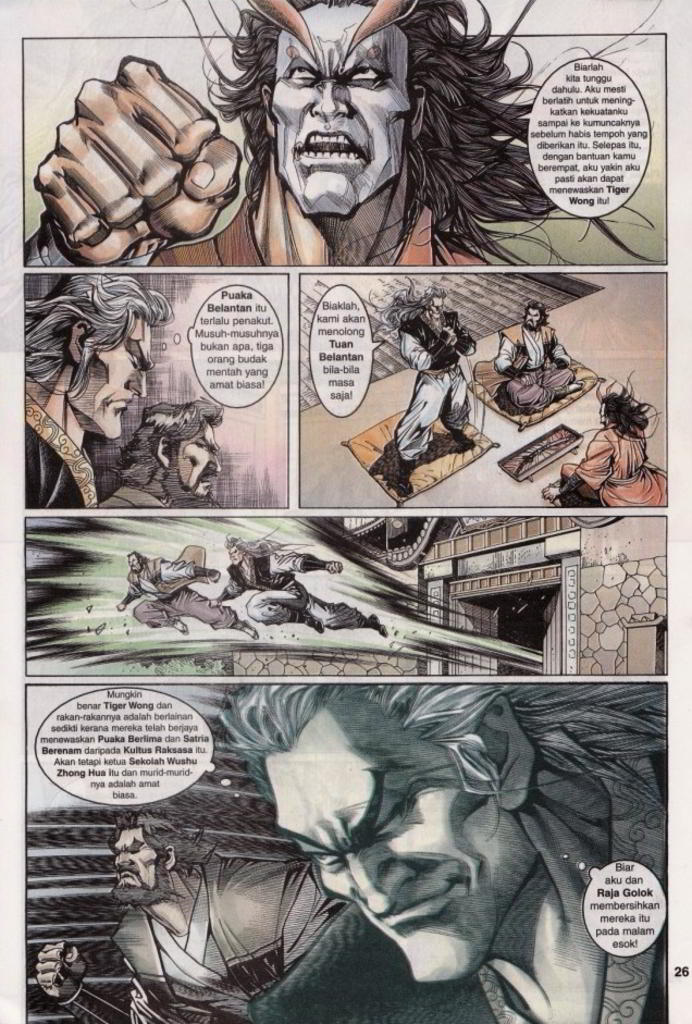 Biarlah
kita tunggu
dahulu. Aku mesti
berlatih untuk mening-
katkan kekuatanku
sampai ke kumuncaknya
sebelum habis tempoh yang
diberikan itu. Selepas itu,
dengan bantuan kamu
berempat, aku yakin aku
pasti akan dapat
menewaskan Tiger
Wong itu!
Puaka
Belantan itu
terlalu penakut.
Musuh-musuhnya
bukan apa, tiga
orang budak
mentah yang
amat biasa!
Biaklah,
kami akan
menolong
Tuan
Belantan
bila-bila
masa
saja!
Mungkin
benar Tiger Wong dan
rakan-rakannya adalah berlainan
sedikti kerana mereka telah berjaya
menewaskan Puaka Berlima dan Satria
Berenam daripada Kultus Raksasa itu.
Akan tetapi ketua Sekolah Wushu
Zhong Hua itu dan murid-murid-
nya adalah amat
biasa.
Biar
aku dan
Raja Golok
membersihkan
mereka itu
pada malam
esok!
26